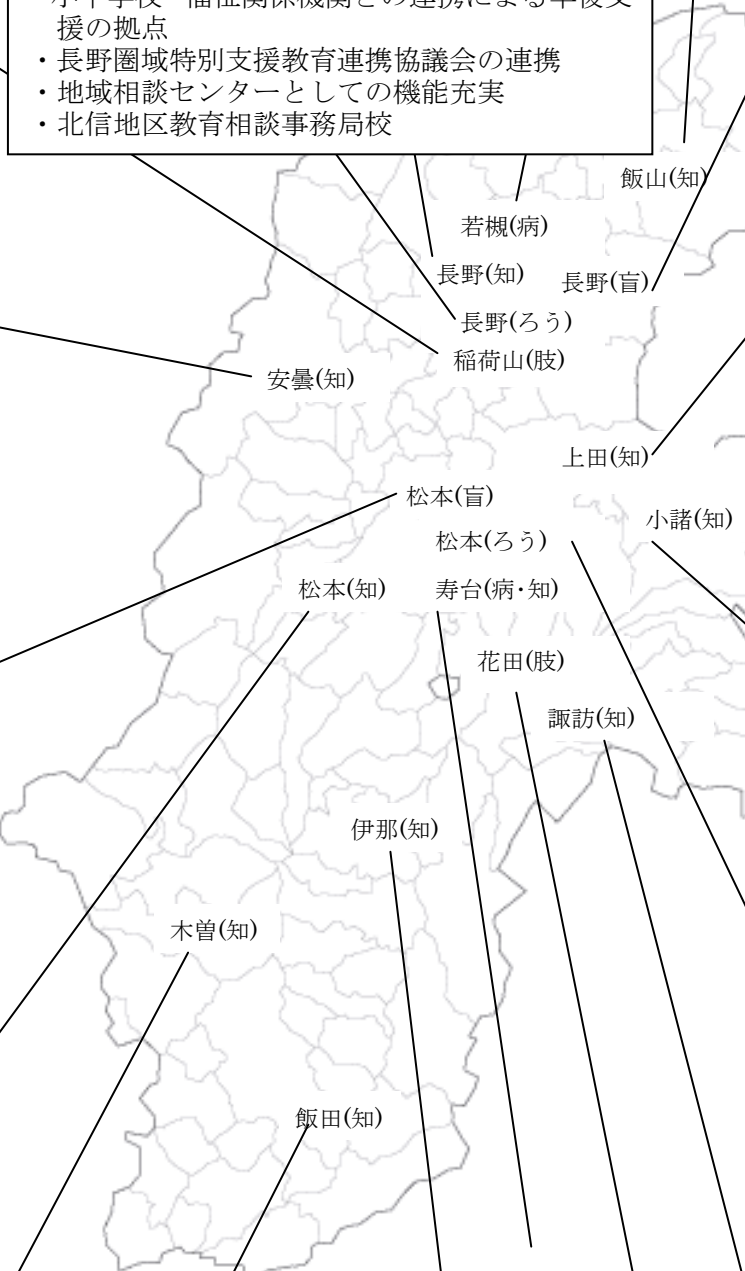 援の拠点
・長野圏域特別支援教育連携協議会の連携
・地域相談センターとしての機能充実
・北信地区教育相談事務局校
飯山(知)
若槻(病)
長野(知)
長野(盲)
長野(ろう)
稲荷山(肢)
安曇(知)
上田(知)
松本(盲)
小諸(知)
松本(ろう)
松本(知)
寿台(病・知)
花田(肢)
諏訪(知)
伊那(知)
木曽(知)
飯田(知)